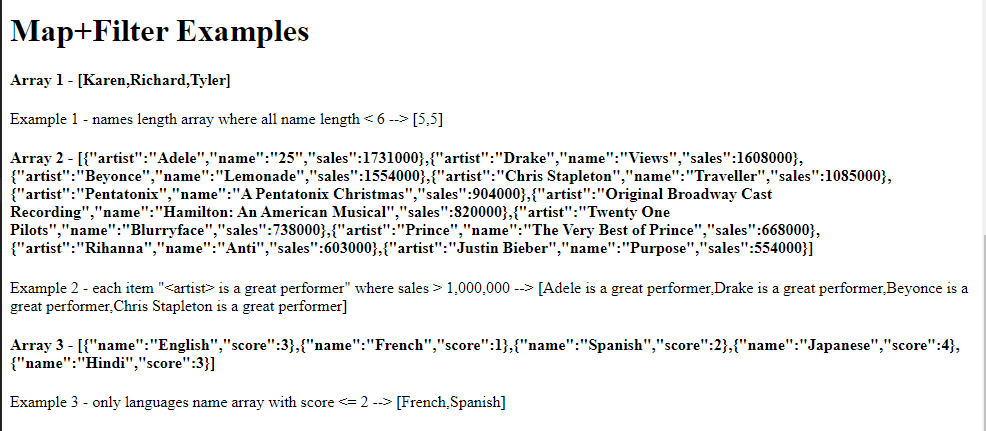 Map+Filter Examples
Array 1 - [Karen,Richard,Tyler]
Example 1 - names length array where all name length < 6 --> [5,5]
Array 2 - [{"artist":"Adele","name":"25","sales":1731000},{"artist":"Drake","name":"Views","sales":1608000},
{"artist":"Beyonce","name":"Lemonade","sales":1554000},{"artist":"Chris Stapleton","name":"Traveller","sales":1085000},
{"artist":"Pentatonix","name":"A Pentatonix Christmas","sales":904000},{"artist":"Original Broadway Cast
Recording","name":"Hamilton: An American Musical","sales":820000},{"artist":"Twenty One
Pilots","name":"Blurryface","sales":738000},{"artist":"Prince","name":"The Very Best of Prince","sales":668000},
{"artist":"Rihanna","name":"Anti","sales":603000},{"artist":"Justin Bieber","name":"Purpose","sales":554000}]
Example 2 - each item "<artist> is a great performer" where sales > 1,000,000 --> [Adele is a great performer,Drake is a great performer,Beyonce is a
great performer,Chris Stapleton is a great performer]
Array 3 - [{"name":"English","score":3},{"name":"French","score":1},{"name":"Spanish","score":2},{"name":"Japanese","score":4},
{"name":"Hindi","score":3}]
Example 3 - only languages name array with score <= 2 --> [French,Spanish]